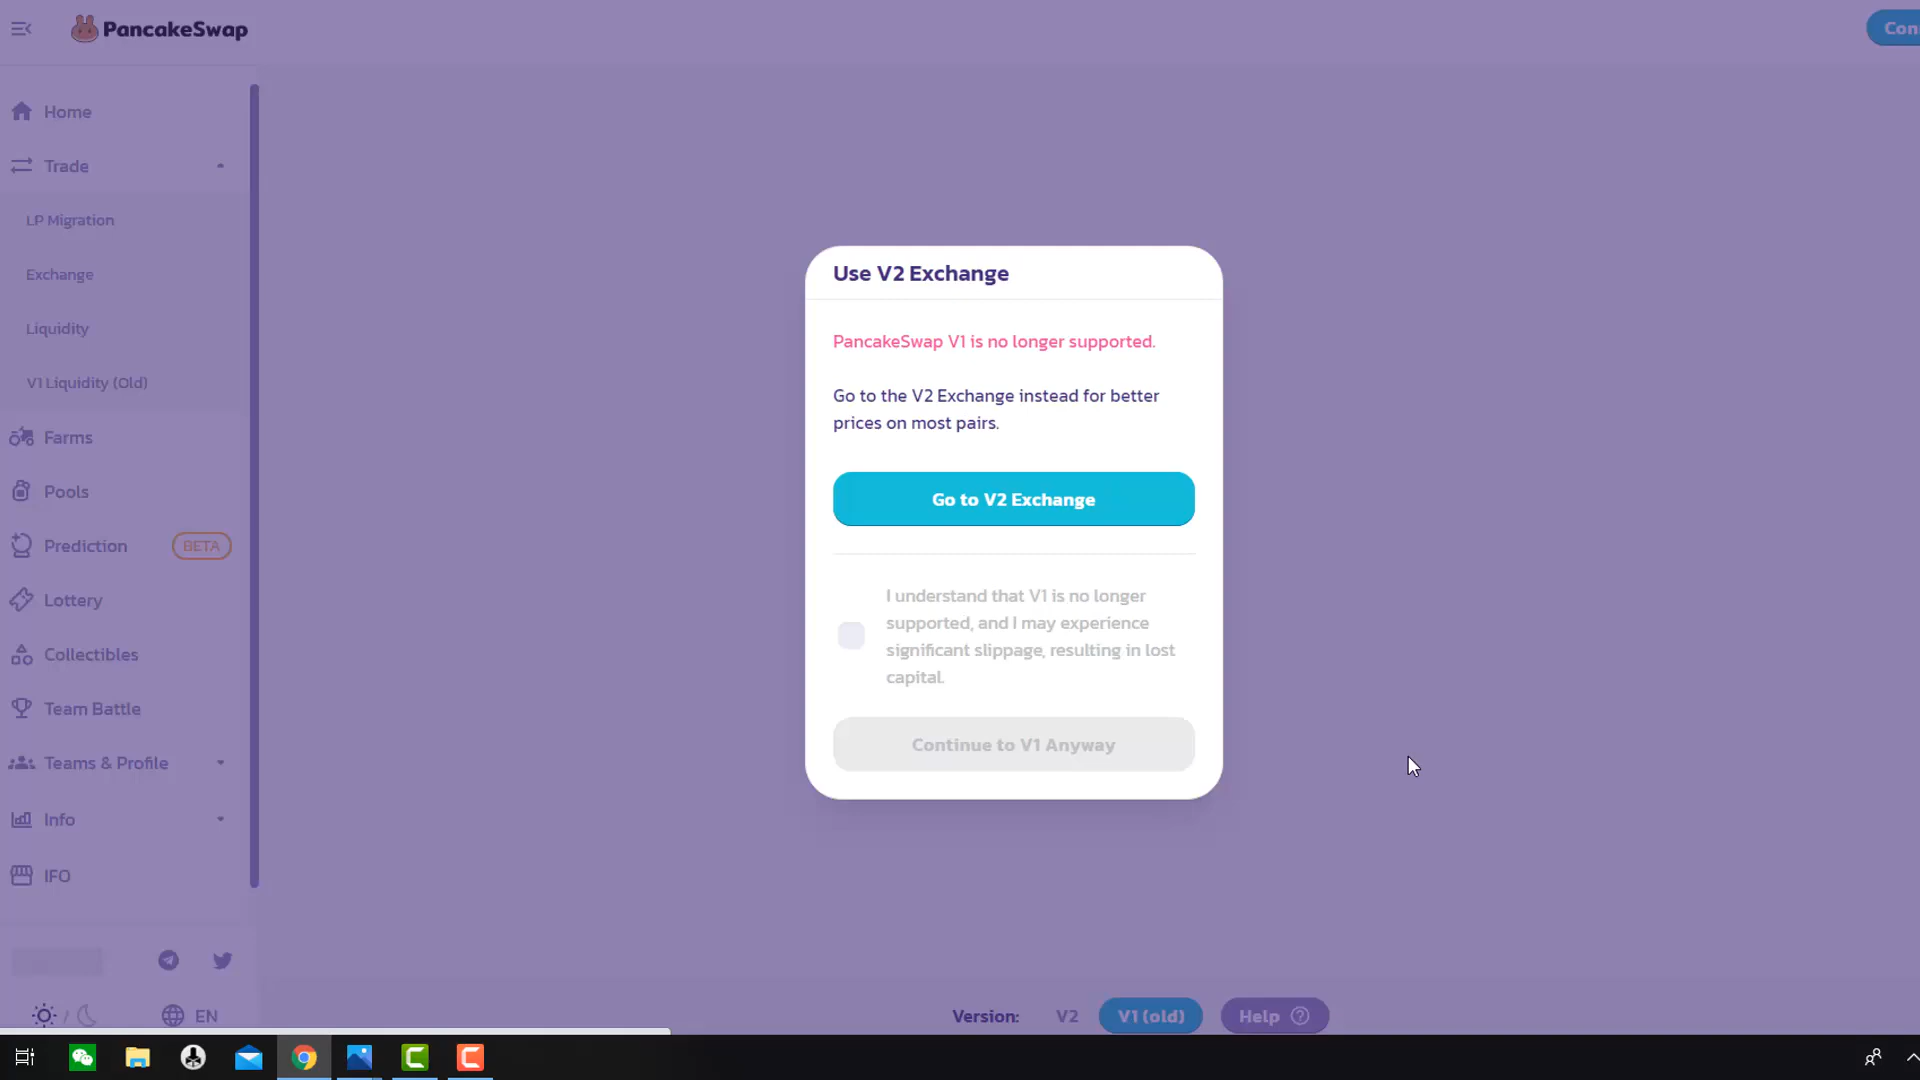 PancakeSwap
Home
Trade
LP Migration
Exchange
Liquidity
V1 Liquidity (Old)
Farms
Pools
Prediction
BETA
Lottery
Collectibles
Team Battle
Teams & Profile
Info
IFO
/
EN
Use V2 Exchange
PancakeSwap V1 is no longer supported.
Go to the V2 Exchange instead for better
prices on most pairs.
Go to V2 Exchange
I understand that V1 is no longer
supported, and I may experience
significant slippage, resulting in lost
capital.
Continue to V1 Anyway
Version:
V2
V1 (old)
Help ?